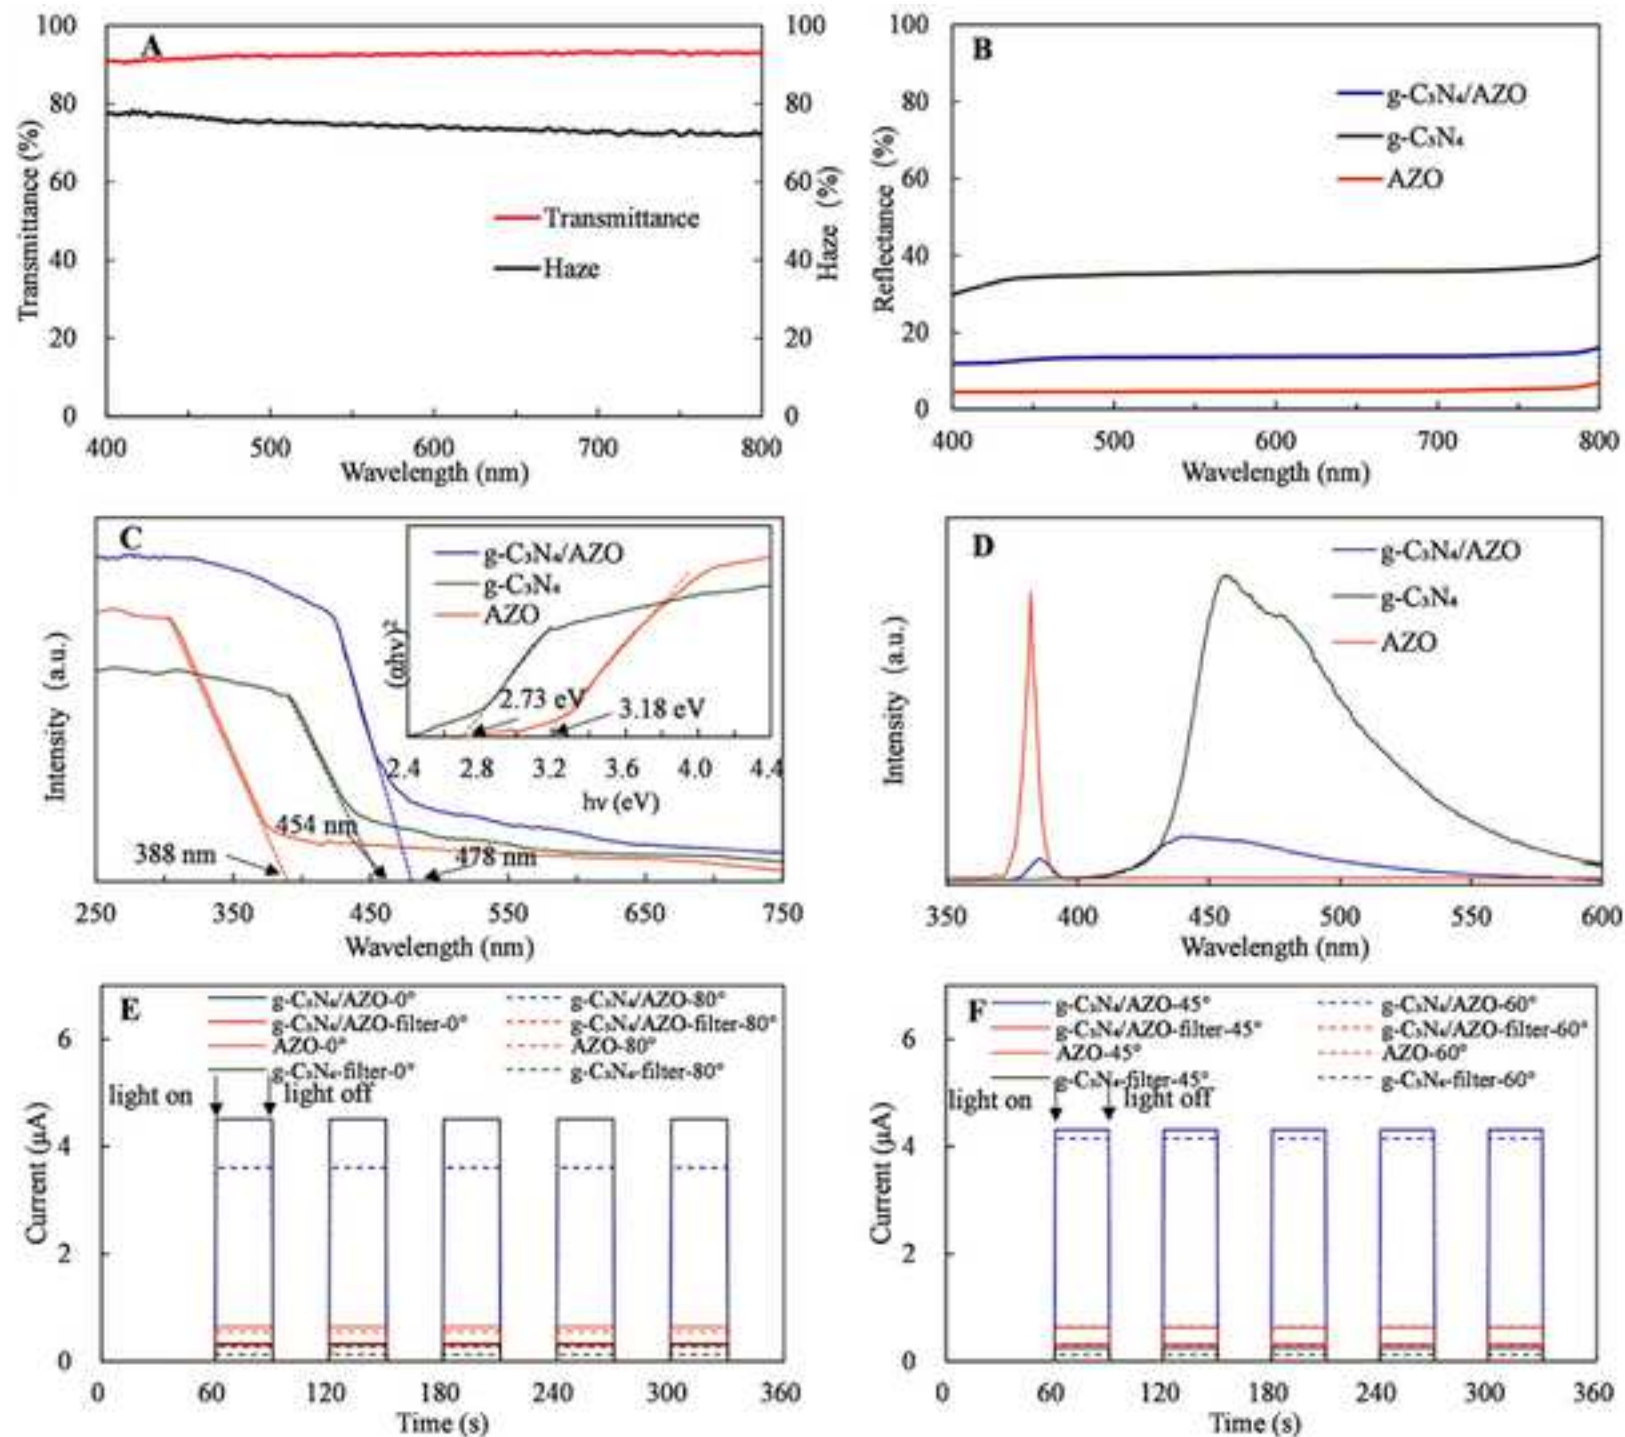 A
100
80
60
40
20
0
Transmittance (%)
100
80
60
40
20
0
Haze (%)
Transmittance
Haze
400 500 600 700 800
Wavelength (nm)
B
100
80
60
40
20
0
Reflectance (%)
g-C₃N₄/AZO
g-C₃N₄
AZO
400 500 600 700 800
Wavelength (nm)
C
Intensity (a.u.)
g-C₃N₄/AZO
g-C₃N₄
AZO
(αhν)²
2.73 eV
3.18 eV
2.4 2.8 3.2 3.6 4.0 4.4
hν (eV)
454 nm
388 nm
478 nm
250 350 450 550 650 750
Wavelength (nm)
D
Intensity (a.u.)
g-C₃N₄/AZO
g-C₃N₄
AZO
350 400 450 500 550 600
Wavelength (nm)
E
g-C₃N₄/AZO-0° g-C₃N₄/AZO-80°
g-C₃N₄/AZO-filter-0° g-C₃N₄/AZO-filter-80°
AZO-0° AZO-80°
g-C₃N₄-filter-0° g-C₃N₄-filter-80°
light on light off
6
4
2
0
Current (μA)
0 60 120 180 240 300 360
Time (s)
F
g-C₃N₄/AZO-45° g-C₃N₄/AZO-60°
g-C₃N₄/AZO-filter-45° g-C₃N₄/AZO-filter-60°
AZO-45° AZO-60°
g-C₃N₄-filter-45° g-C₃N₄-filter-60°
light on light off
6
4
2
0
Current (μA)
0 60 120 180 240 300 360
Time (s)